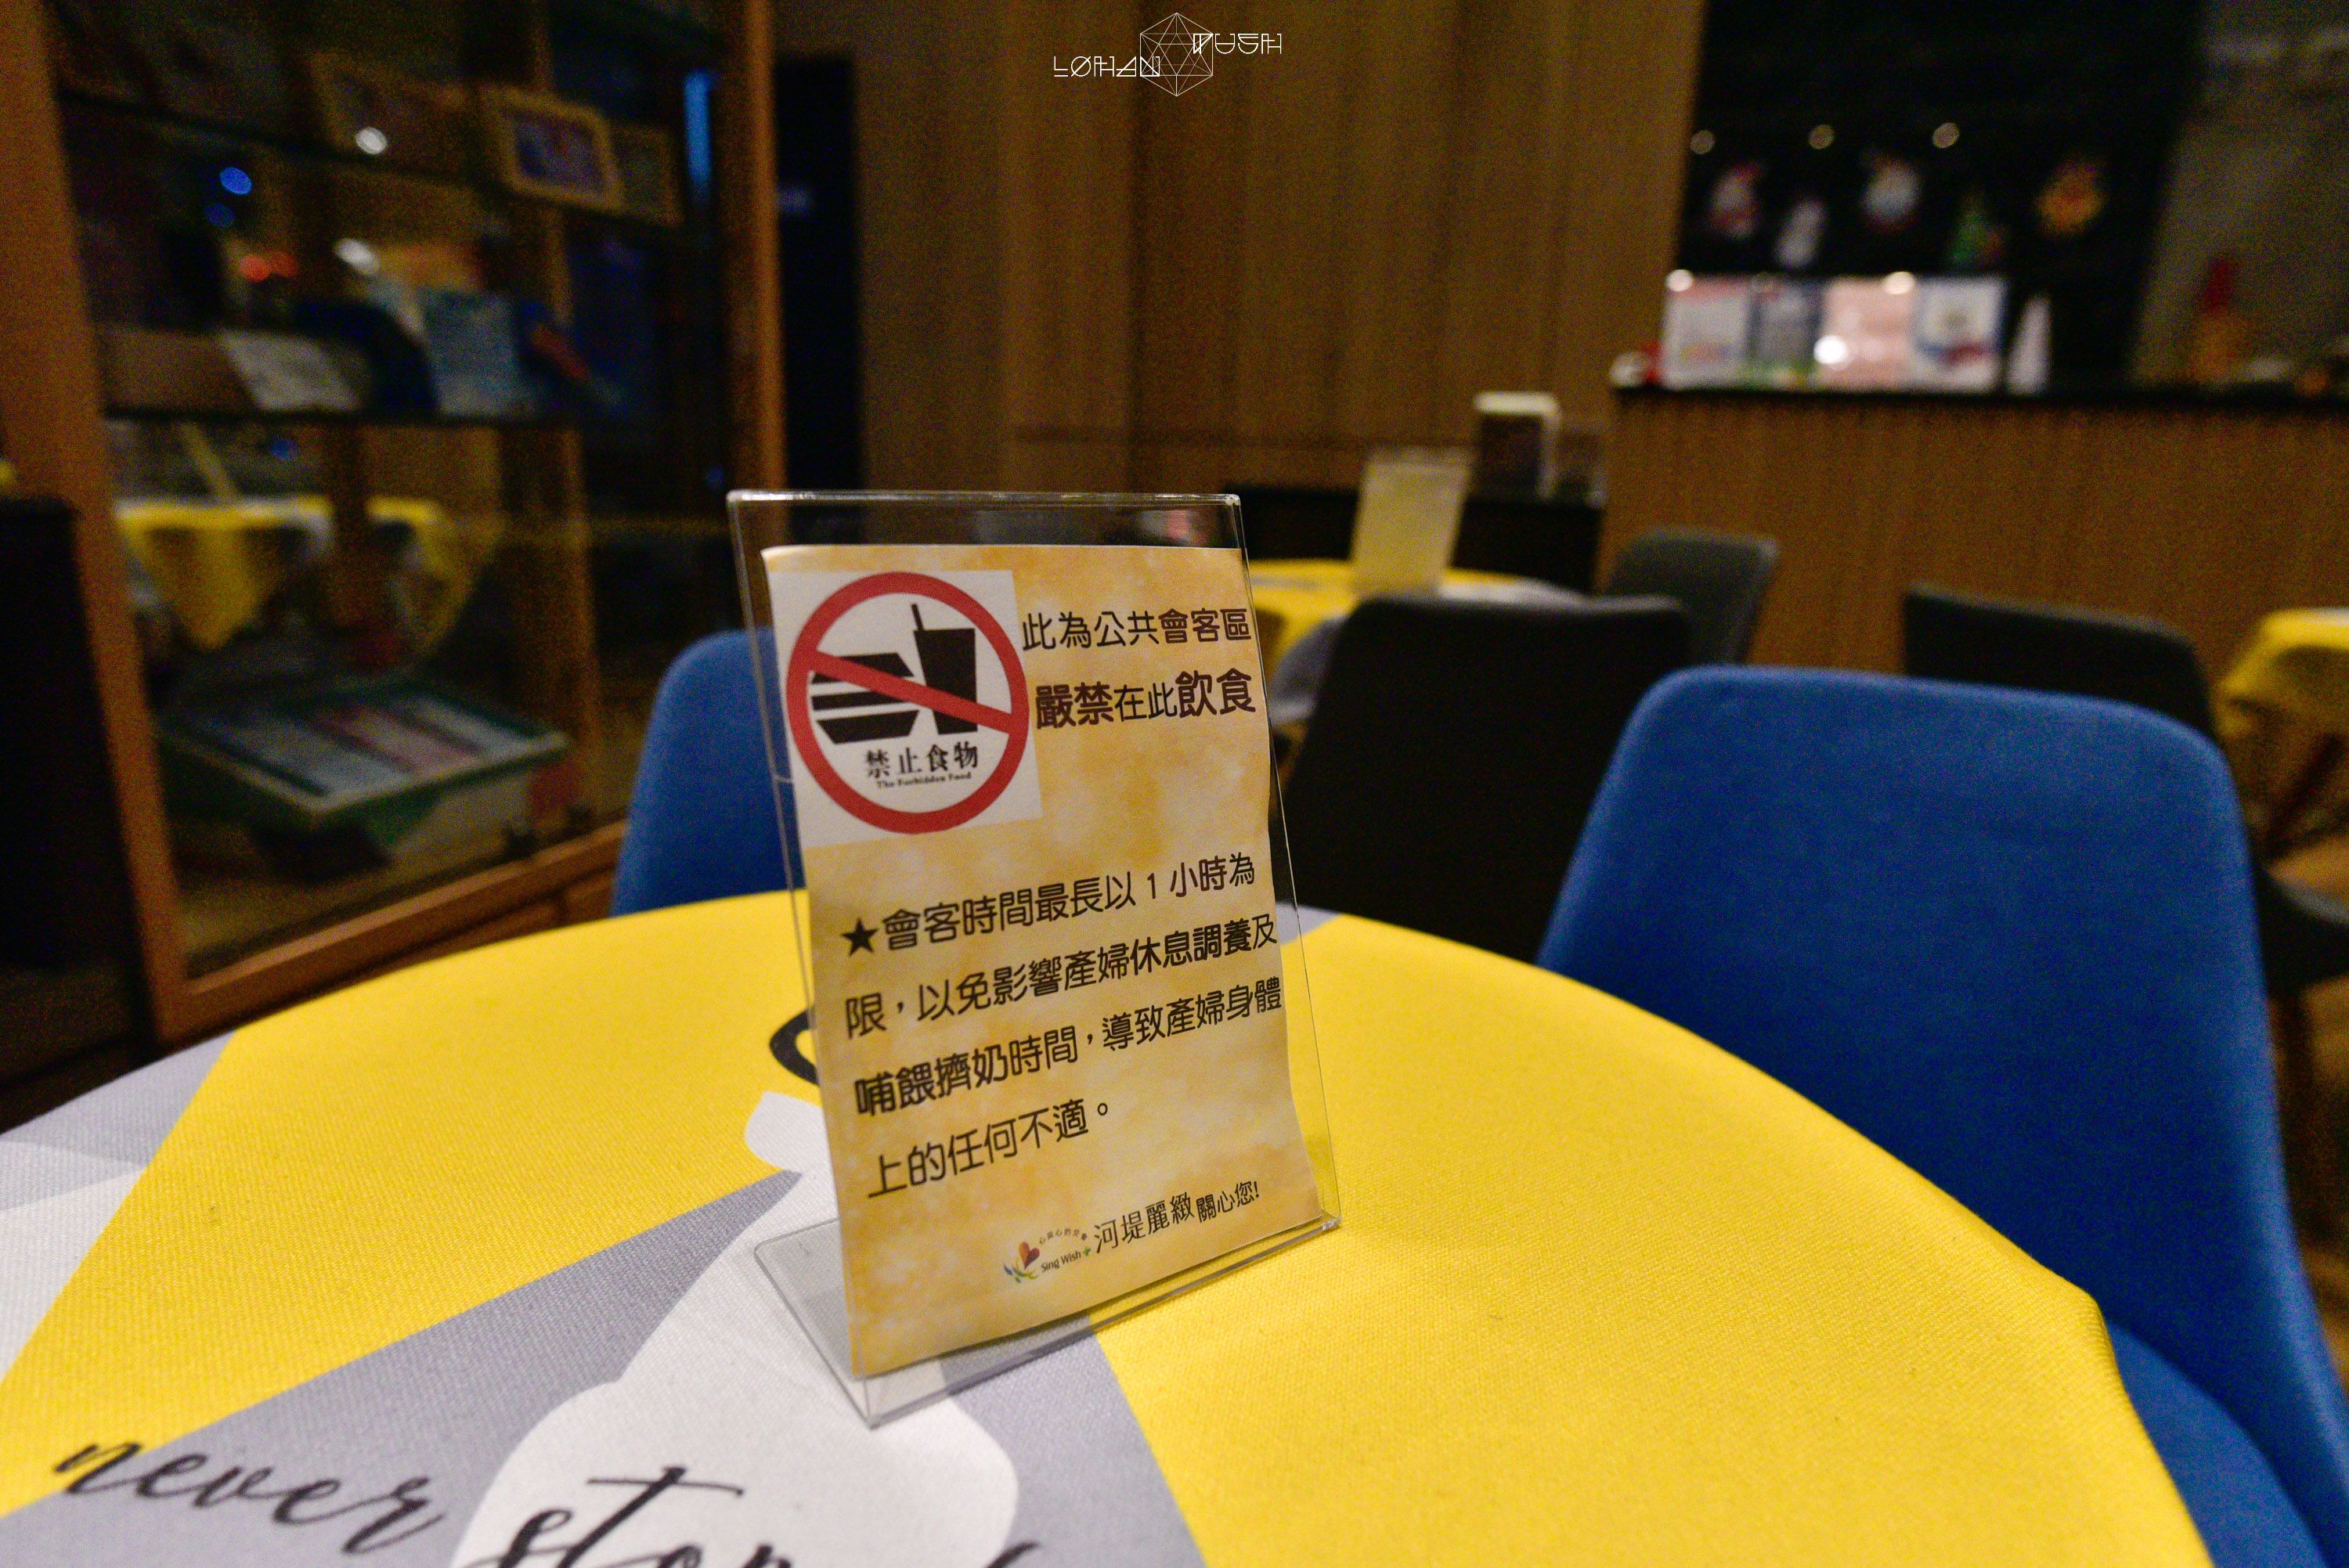 LOHAN TUSH
此為公共會客區
嚴禁在此飲食
禁止食物
The Forbidden Food
★會客時間最長以1小時為
限，以免影響產婦休息調養及
哺餵擠奶時間，導致產婦身體
上的任何不適。
Sing Wish
河堤麗緻關心您!
never